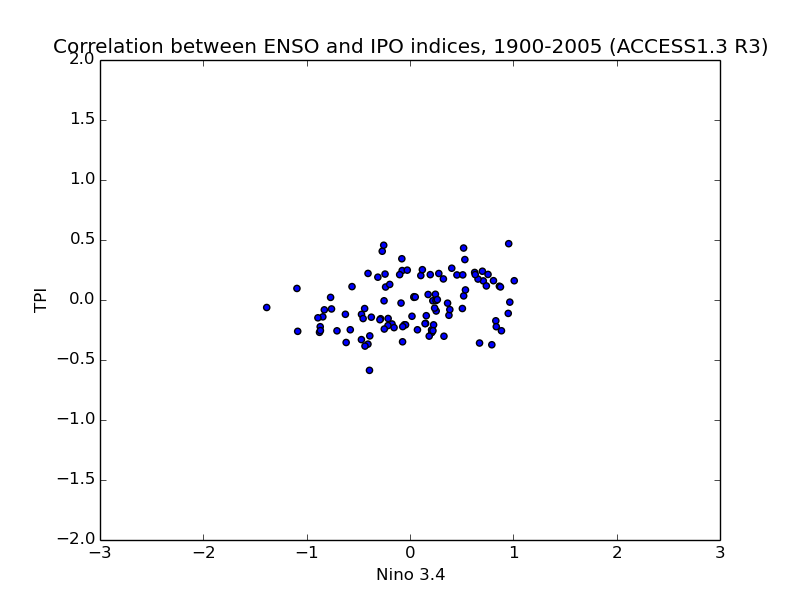 Correlation between ENSO and IPO indices, 1900-2005 (ACCESS1.3 R3)
2.0
1.5
1.0
0.5
0.0
−0.5
−1.0
−1.5
−2.0
TPI
−3 −2 −1 0 1 2 3
Nino 3.4